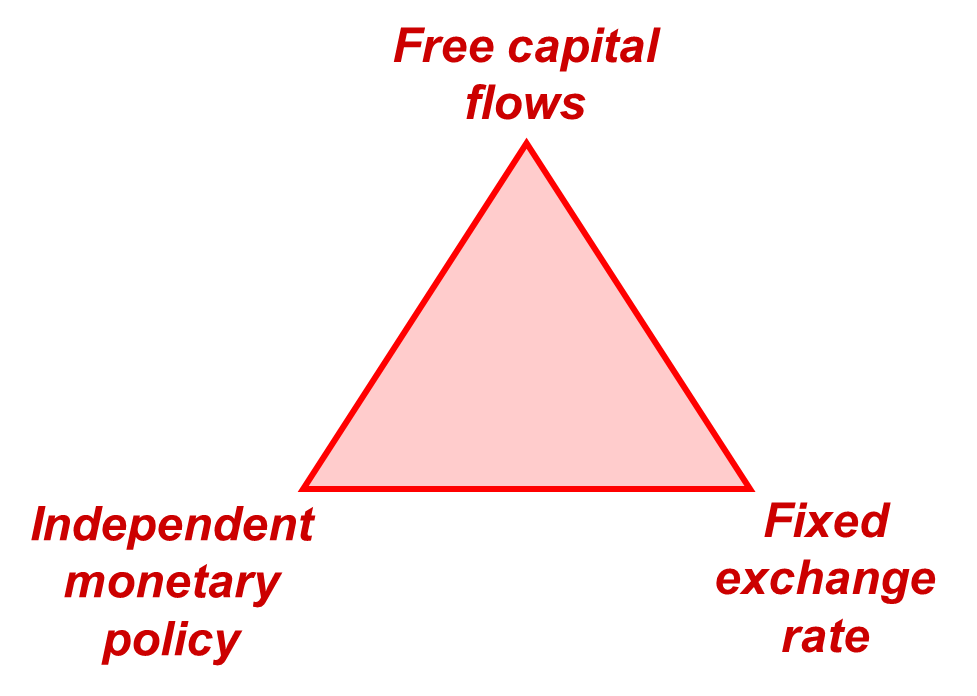 Free capital
flows
Independent
monetary
policy
Fixed
exchange
rate